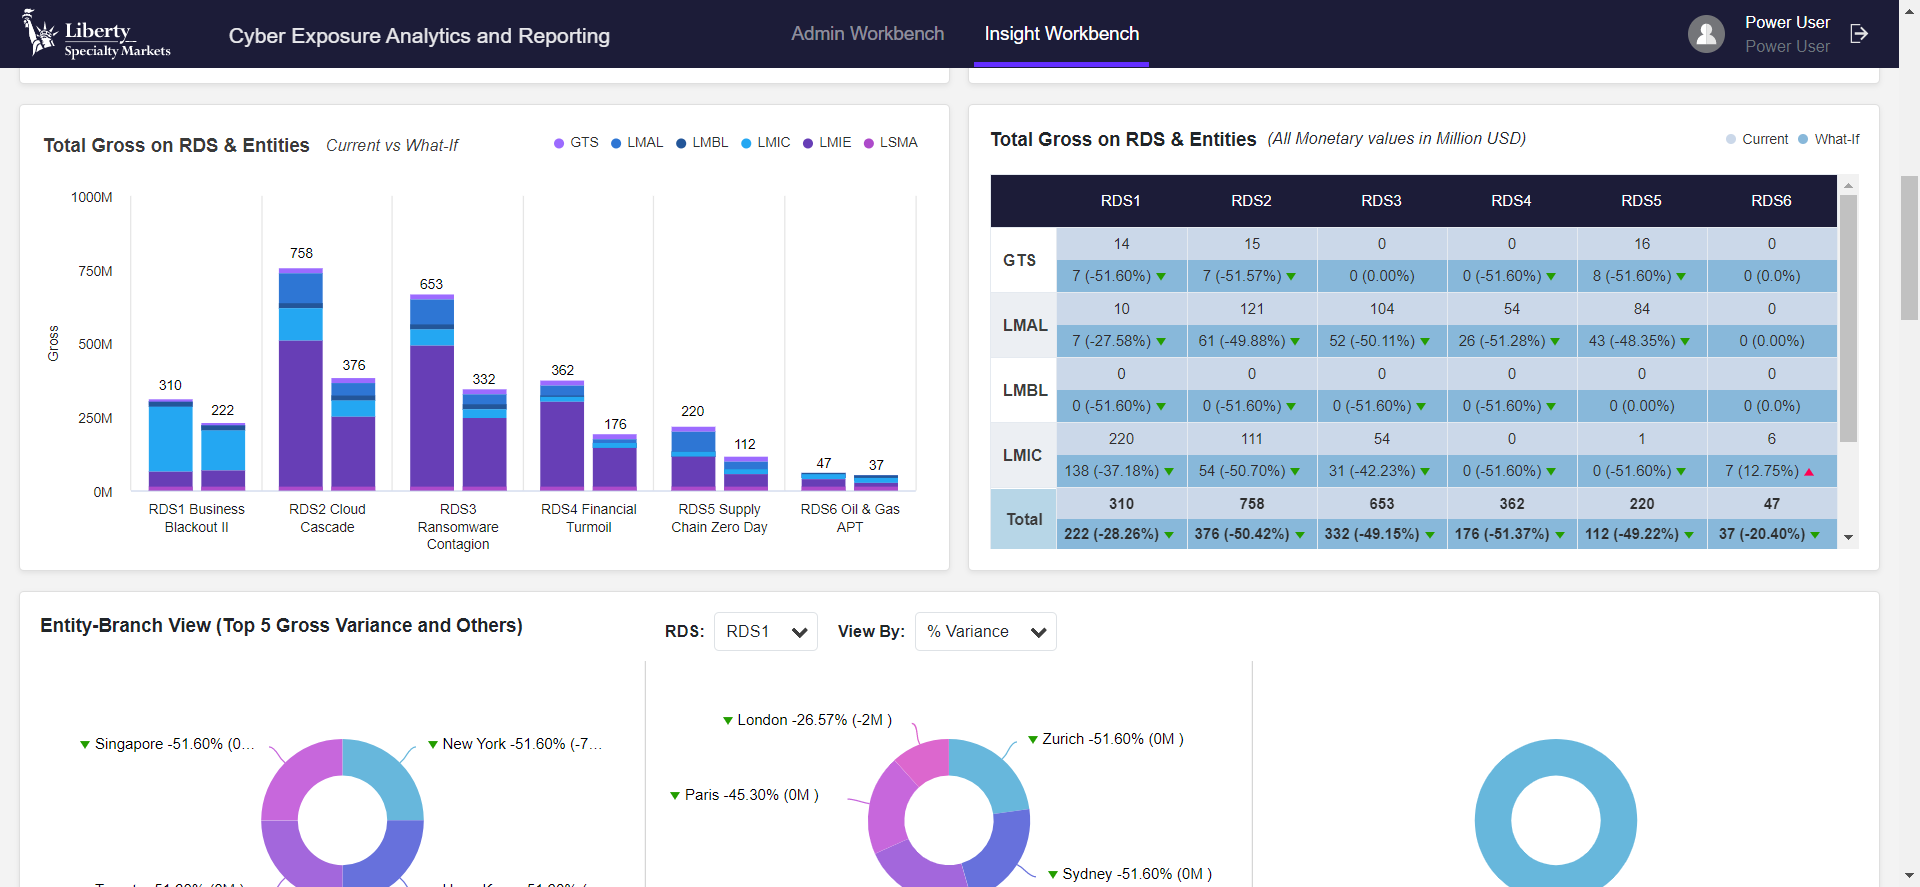 Liberty
Specialty Markets
Cyber Exposure Analytics and Reporting
Admin Workbench
Insight Workbench
Power User
Power User
Total Gross on RDS & Entities
Current vs What-If
GTS LMAL LMBL LMIC LMIE LSMA
1000M
750M
500M
250M
0M
Gross
310
222
758
376
653
332
362
176
220
112
47
37
RDS1 Business
Blackout II
RDS2 Cloud
Cascade
RDS3
Ransomware
Contagion
RDS4 Financial
Turmoil
RDS5 Supply
Chain Zero Day
RDS6 Oil & Gas
APT
Total Gross on RDS & Entities
(All Monetary values in Million USD)
Current What-If
RDS1 RDS2 RDS3 RDS4 RDS5 RDS6
GTS
14 15 0 0 16 0
7 (-51.60%) 7 (-51.57%) 0 (0.00%) 0 (-51.60%) 8 (-51.60%) 0 (0.0%)
LMAL
10 121 104 54 84 0
7 (-27.58%) 61 (-49.88%) 52 (-50.11%) 26 (-51.28%) 43 (-48.35%) 0 (0.00%)
LMBL
0 0 0 0 0 0
0 (-51.60%) 0 (-51.60%) 0 (-51.60%) 0 (-51.60%) 0 (0.00%) 0 (0.0%)
LMIC
220 111 54 0 1 6
138 (-37.18%) 54 (-50.70%) 31 (-42.23%) 0 (-51.60%) 0 (-51.60%) 7 (12.75%)
Total
310 758 653 362 220 47
222 (-28.26%) 376 (-50.42%) 332 (-49.15%) 176 (-51.37%) 112 (-49.22%) 37 (-20.40%)
Entity-Branch View (Top 5 Gross Variance and Others)
RDS: RDS1
View By: % Variance
Singapore -51.60% (0...
New York -51.60% (-7...
London -26.57% (-2M )
Zurich -51.60% (0M )
Paris -45.30% (0M )
Sydney -51.60% (0M )